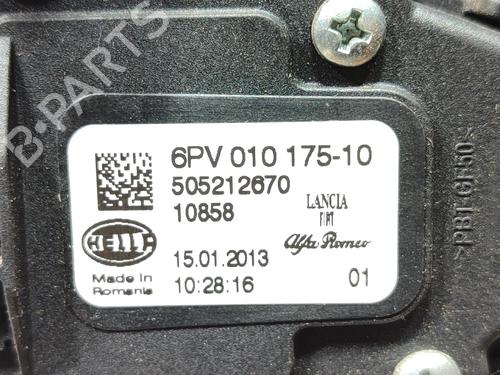 B-PARTS
6PV 010 175-10
505212670
10858
LANCIA
FIAT
HELLA
Alfa Romeo
Made In
Romania
15.01.2013
10:28:16
01
>PBT-GF50<